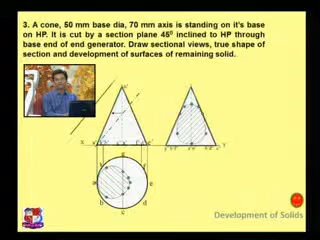 3. A cone, 50 mm base dia, 70 mm axis is standing on it's base
on HP. It is cut by a section plane 45⁰ inclined to HP through
base end of end generator. Draw sectional views, true shape of
section and development of surfaces of remaining solid.
X
Y
g
a
e
b
d
c
Development of Solids